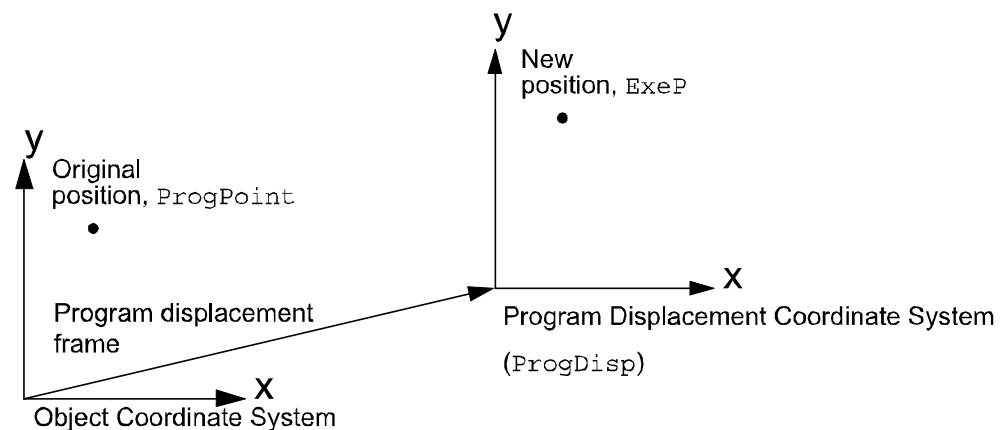 y
New
position, ExeP
y
Original
position, ProgPoint
x
Program displacement
frame
Program Displacement Coordinate System
(ProgDisp)
x
Object Coordinate System